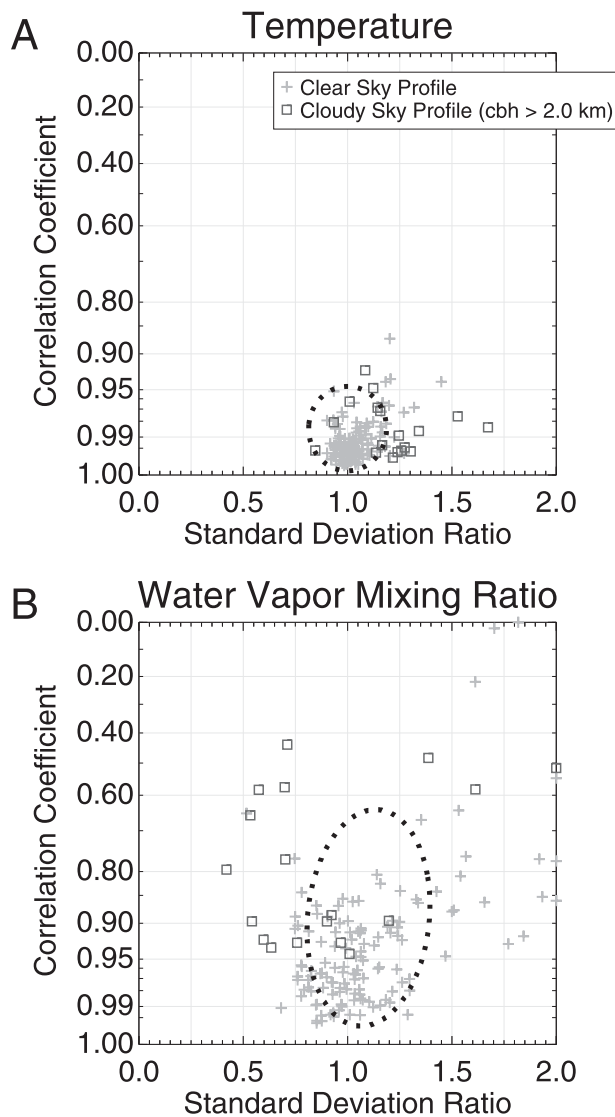 A
Temperature
Clear Sky Profile
Cloudy Sky Profile (cbh > 2.0 km)
0.00
0.20
0.40
0.60
0.80
0.90
0.95
0.99
1.00
Correlation Coefficient
0.0 0.5 1.0 1.5 2.0
Standard Deviation Ratio
B
Water Vapor Mixing Ratio
0.00
0.20
0.40
0.60
0.80
0.90
0.95
0.99
1.00
Correlation Coefficient
0.0 0.5 1.0 1.5 2.0
Standard Deviation Ratio